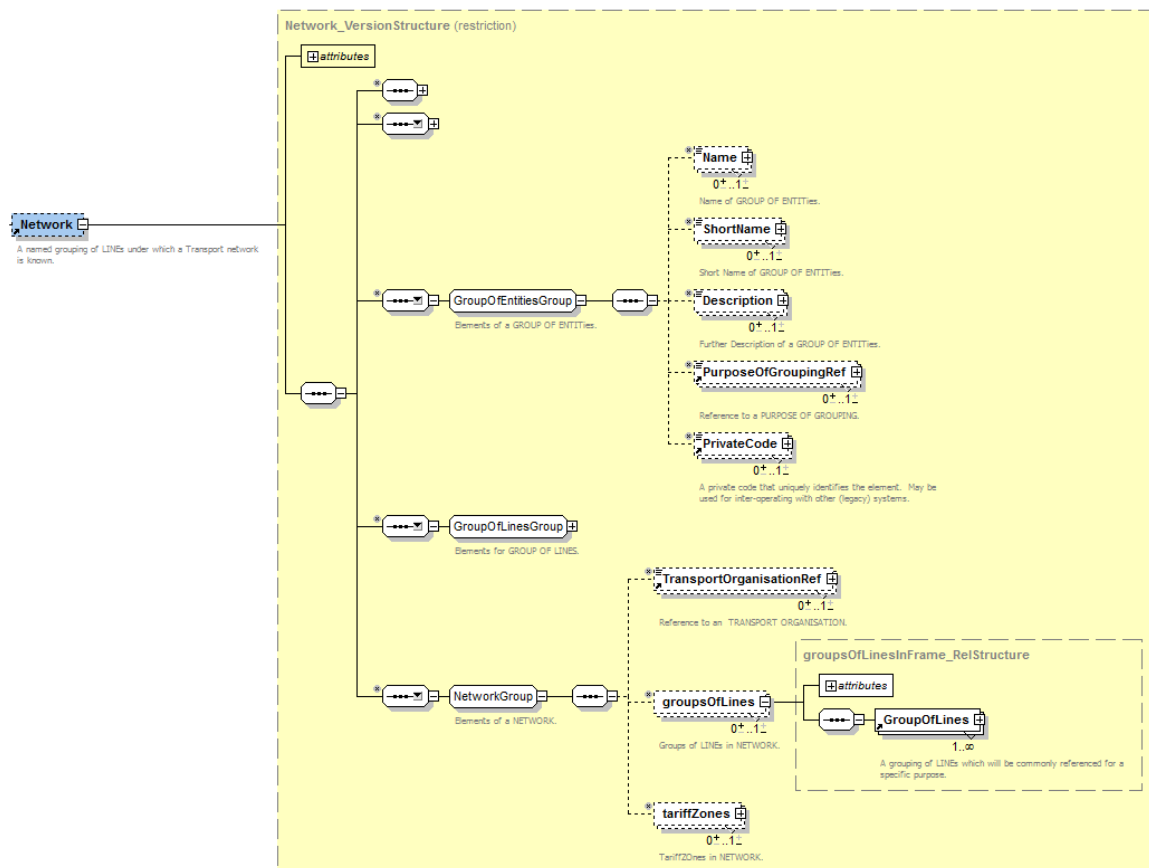 Network_VersionStructure (restriction)
attributes
Name
0..1
Name of GROUP OF ENTITies.
ShortName
0..1
Short Name of GROUP OF ENTITies.
Network
A named grouping of LINEs under which a Transport network
is known.
GroupOfEntitiesGroup
Elements of a GROUP OF ENTITies.
Description
0..1
Further Description of a GROUP OF ENTITies.
PurposeOfGroupingRef
0..1
Reference to a PURPOSE OF GROUPING.
PrivateCode
0..1
A private code that uniquely identifies the element. May be
used for inter-operating with other (legacy) systems.
GroupOfLinesGroup
Elements for GROUP OF LINES.
TransportOrganisationRef
0..1
Reference to an TRANSPORT ORGANISATION.
groupsOfLinesInFrame_RelStructure
attributes
NetworkGroup
Elements of a NETWORK.
groupsOfLines
0..1
Groups of LINEs in NETWORK.
GroupOfLines
1..∞
A grouping of LINEs which will be commonly referenced for a
specific purpose.
tariffZones
0..1
TariffZOnes in NETWORK.